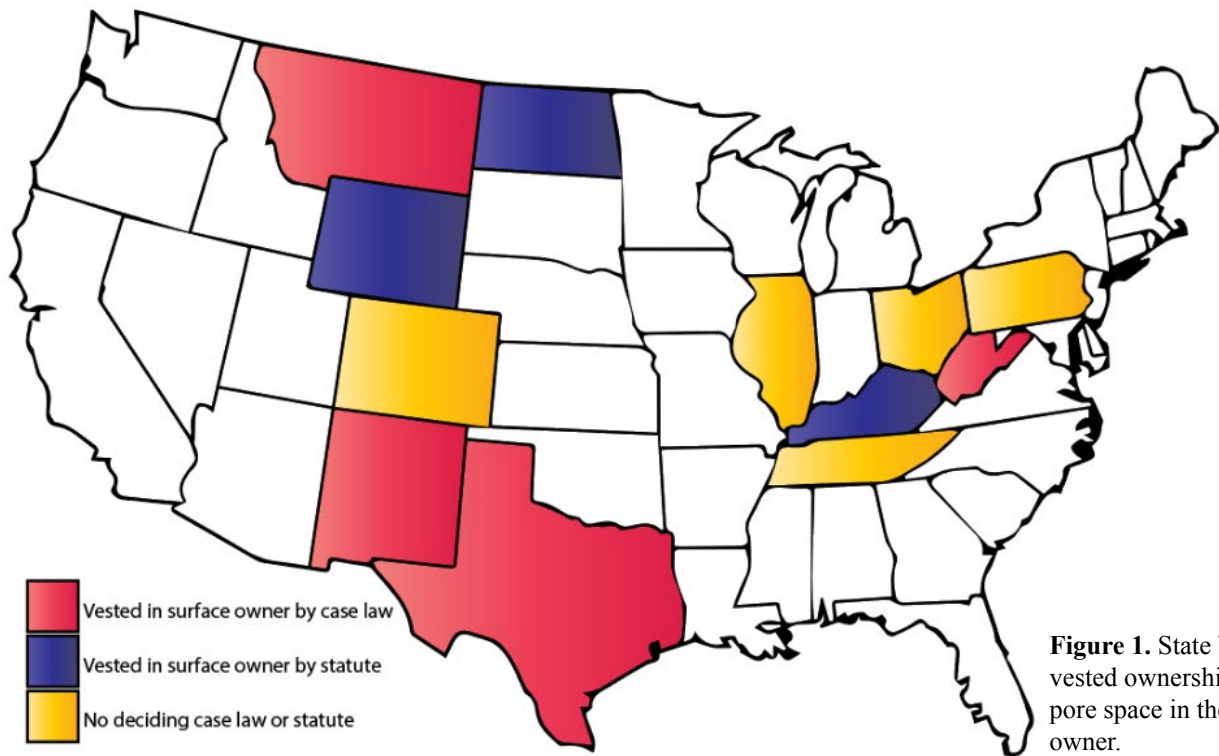 Vested in surface owner by case law
Vested in surface owner by statute
No deciding case law or statute
Figure 1. State
vested ownershi
pore space in the
owner.